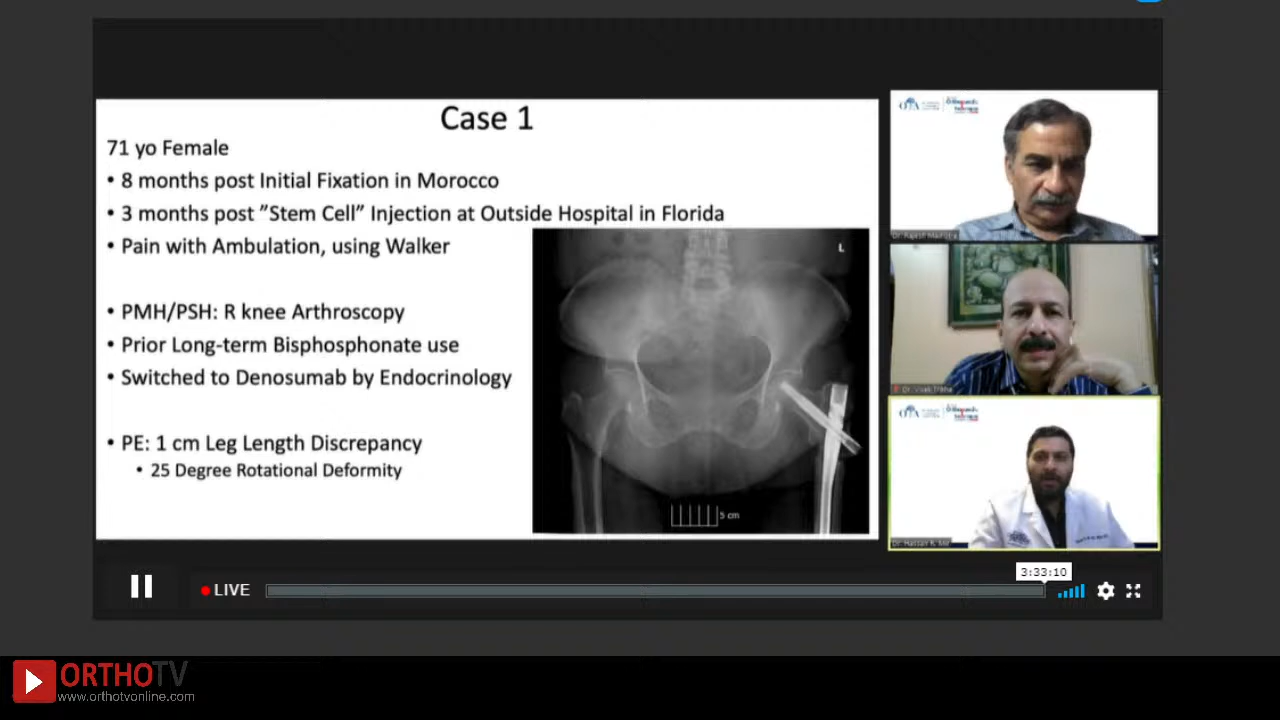 Case 1
71 yo Female
• 8 months post Initial Fixation in Morocco
• 3 months post ”Stem Cell” Injection at Outside Hospital in Florida
• Pain with Ambulation, using Walker
• PMH/PSH: R knee Arthroscopy
• Prior Long-term Bisphosphonate use
• Switched to Denosumab by Endocrinology
• PE: 1 cm Leg Length Discrepancy
• 25 Degree Rotational Deformity
L
5 cm
OTA
OTA
3:33:10
LIVE
ORTHOTV
www.orthotvonline.com